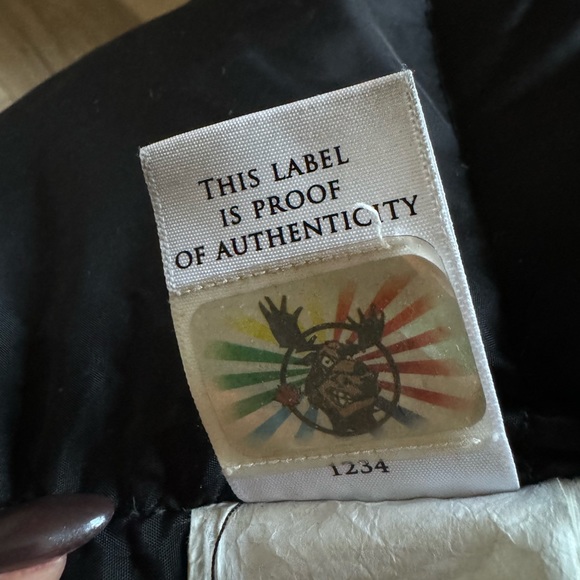 THIS LABEL
IS PROOF
OF AUTHENTICITY
1234